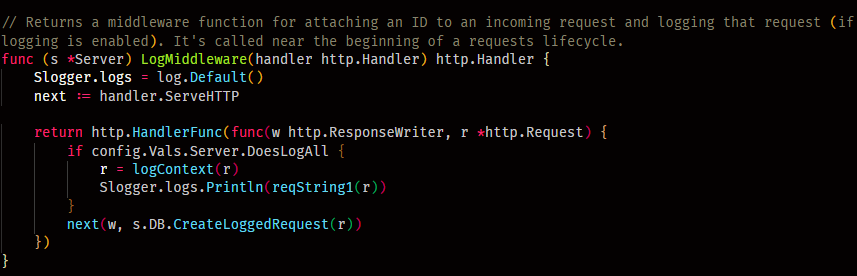 // Returns a middleware function for attaching an ID to an incoming request and logging that request (if
logging is enabled). It's called near the beginning of a requests lifecycle.
func (s *Server) LogMiddleware(handler http.Handler) http.Handler {
    Slogger.logs = log.Default()
    next := handler.ServeHTTP

    return http.HandlerFunc(func(w http.ResponseWriter, r *http.Request) {
        if config.Vals.Server.DoesLogAll {
            r = logContext(r)
            Slogger.logs.Println(reqString1(r))
        }
        next(w, s.DB.CreateLoggedRequest(r))
    })
}